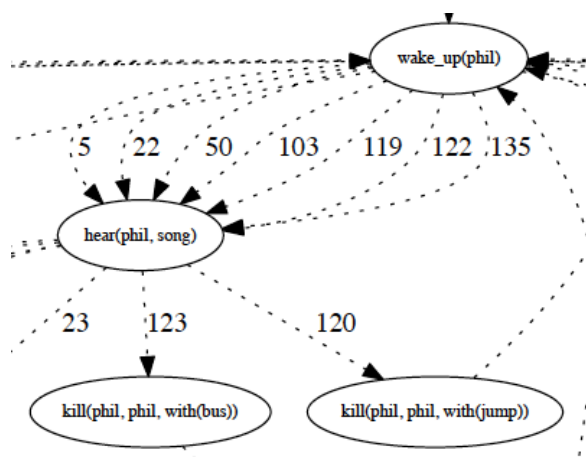 wake_up(phil)
5 22 50 103 119 122 135
hear(phil, song)
23 123 120
kill(phil, phil, with(bus))
kill(phil, phil, with(jump))